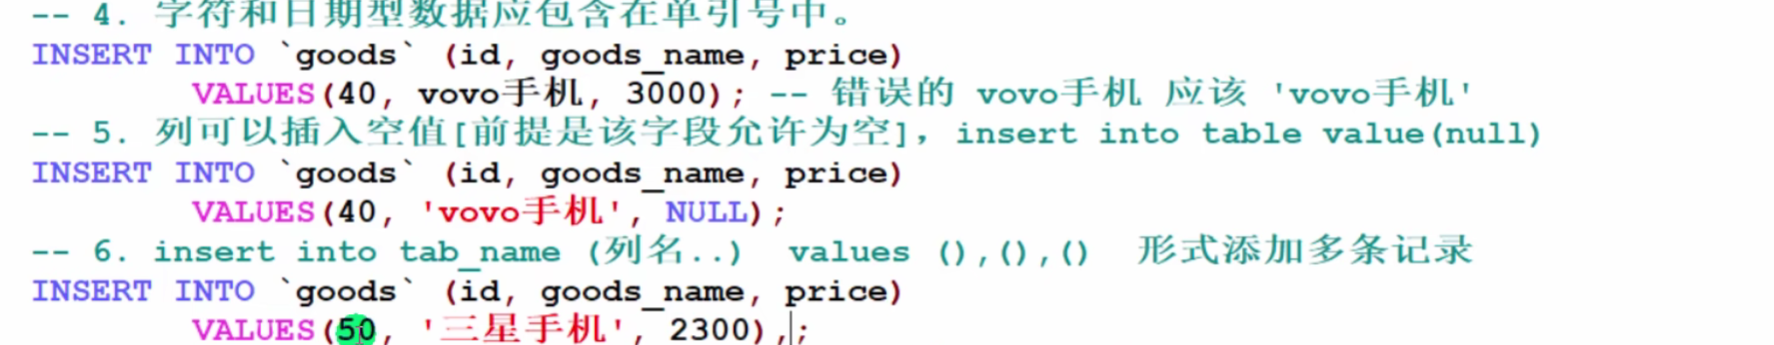 -- 4. 字符和日期型数据应包含在单引号中。
INSERT INTO `goods` (id, goods_name, price)
VALUES(40, vovo手机, 3000); -- 错误的 vovo手机 应该 'vovo手机'
-- 5. 列可以插入空值[前提是该字段允许为空]，insert into table value(null)
INSERT INTO `goods` (id, goods_name, price)
VALUES(40, 'vovo手机', NULL);
-- 6. insert into tab_name (列名..)  values (),(),()  形式添加多条记录
INSERT INTO `goods` (id, goods_name, price)
VALUES(50, '三星手机', 2300),;